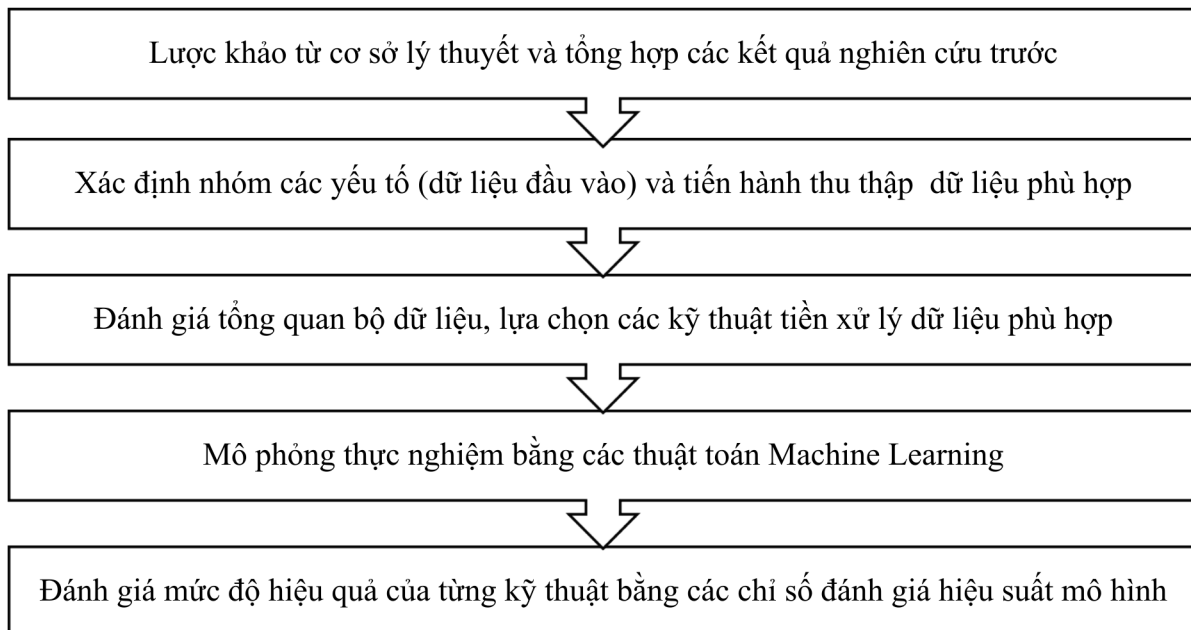 Lược khảo từ cơ sở lý thuyết và tổng hợp các kết quả nghiên cứu trước
Xác định nhóm các yếu tố (dữ liệu đầu vào) và tiến hành thu thập  dữ liệu phù hợp
Đánh giá tổng quan bộ dữ liệu, lựa chọn các kỹ thuật tiền xử lý dữ liệu phù hợp
Mô phỏng thực nghiệm bằng các thuật toán Machine Learning
Đánh giá mức độ hiệu quả của từng kỹ thuật bằng các chỉ số đánh giá hiệu suất mô hình